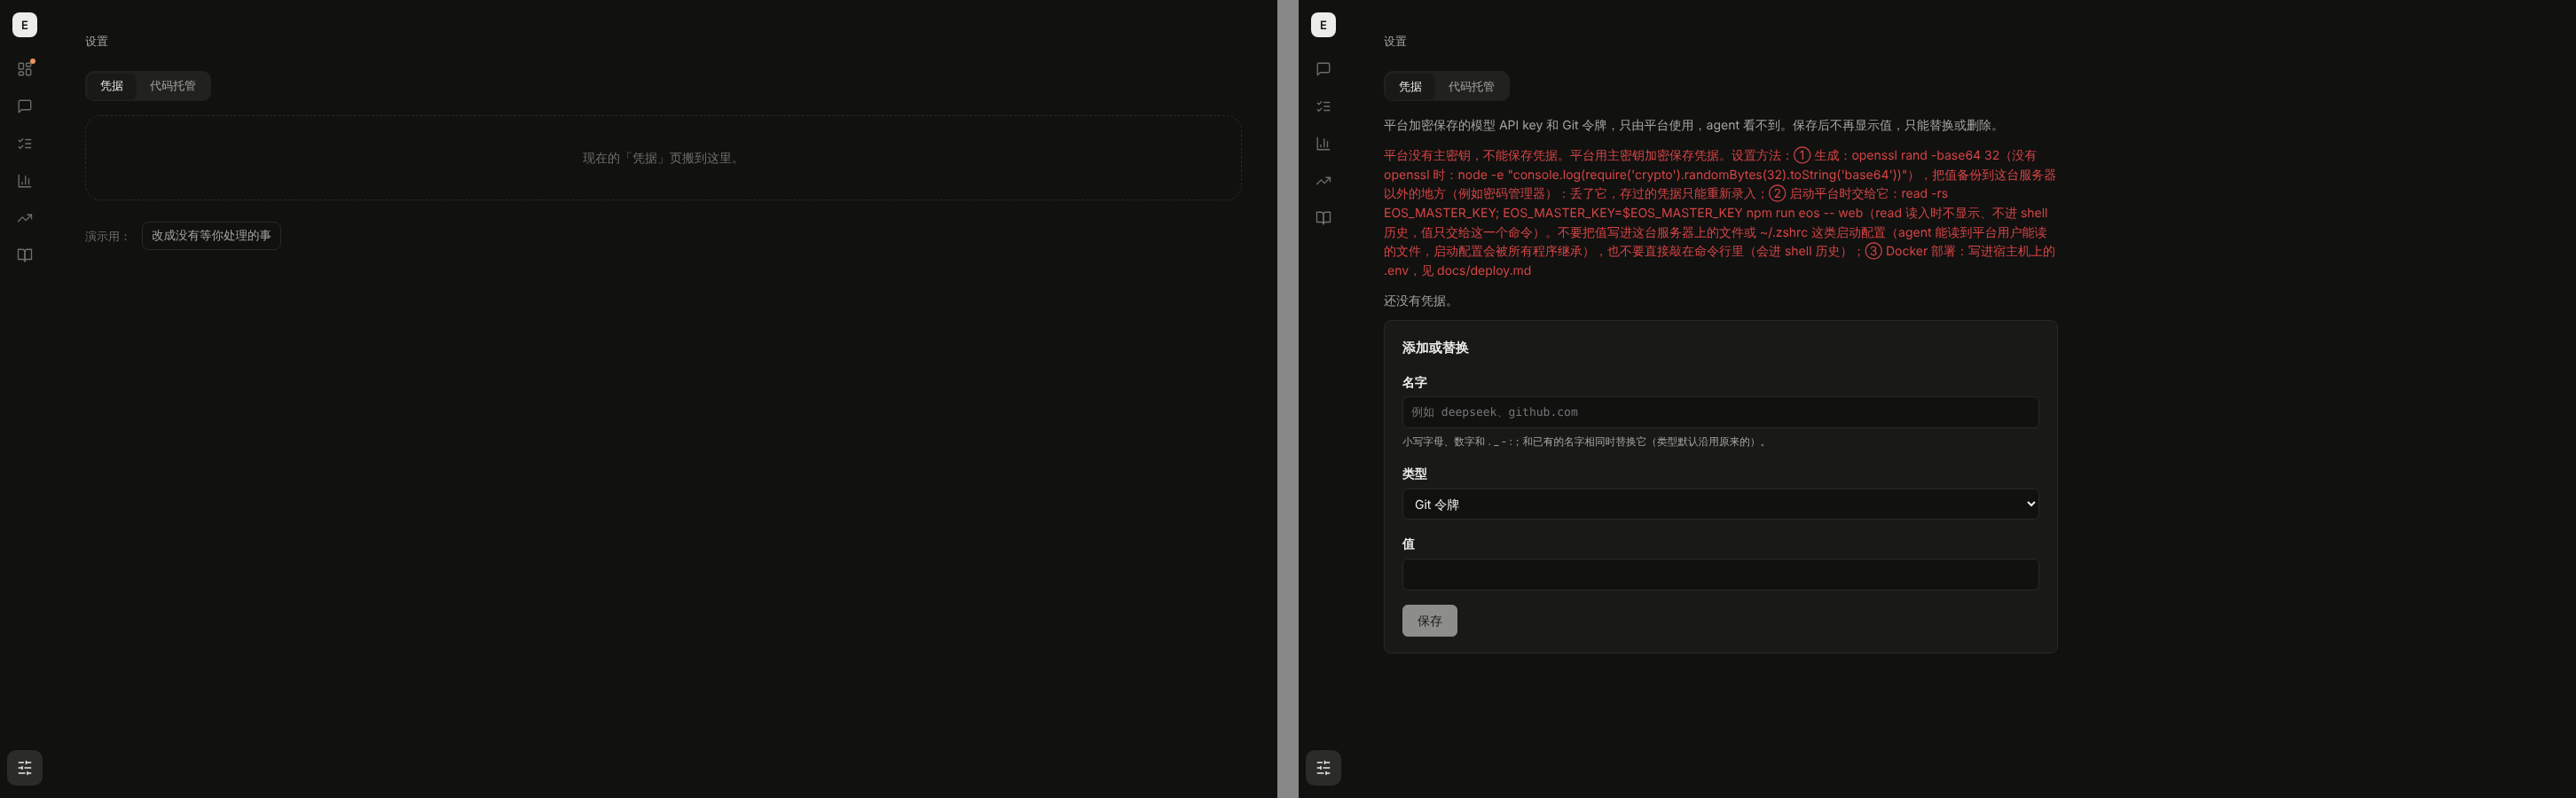 E
设置
凭据 代码托管
现在的「凭据」页搬到这里。
演示用： 改成没有等你处理的事
E
设置
凭据 代码托管
平台加密保存的模型 API key 和 Git 令牌，只由平台使用，agent 看不到。保存后不再显示值，只能替换或删除。
平台没有主密钥，不能保存凭据。平台用主密钥加密保存凭据。设置方法：① 生成：openssl rand -base64 32（没有
openssl 时：node -e "console.log(require('crypto').randomBytes(32).toString('base64'))"），把值备份到这台服务器
以外的地方（例如密码管理器）：丢了它，存过的凭据只能重新录入；② 启动平台时交给它：read -rs
EOS_MASTER_KEY; EOS_MASTER_KEY=$EOS_MASTER_KEY npm run eos -- web（read 读入时不显示、不进 shell
历史，值只交给这一个命令）。不要把值写进这台服务器上的文件或 ~/.zshrc 这类启动配置（agent 能读到平台用户能读
的文件，启动配置会被所有程序继承），也不要直接敲在命令行里（会进 shell 历史）；③ Docker 部署：写进宿主机上的
.env，见 docs/deploy.md
还没有凭据。
添加或替换
名字
例如 deepseek、github.com
小写字母、数字和 . _ - : ; 和已有的名字相同时替换它（类型默认沿用原来的）。
类型
Git 令牌
值
保存